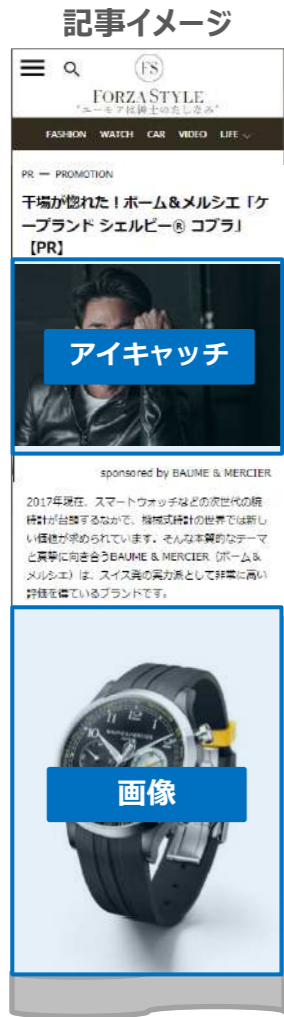 記事イメージ
FS
FORZA STYLE
"ユーモアは紳士のたしなみ"
FASHION WATCH CAR VIDEO LIFE
PR — PROMOTION
干場が惚れた！ボーム&メルシエ「ケ
ープランド シェルビー® コブラ」
【PR】
アイキャッチ
sponsored by BAUME & MERCIER
2017年現在、スマートウォッチなどの次世代の腕
時計が台頭するなかで、機械式時計の世界では新し
い価値が求められています。そんな本質的なテーマ
と真摯に向き合うBAUME & MERCIER（ボーム&
メルシエ）は、スイス発の実力派として非常に高い
評価を得ているブランドです。
12
BAUME & MERCIER
画像